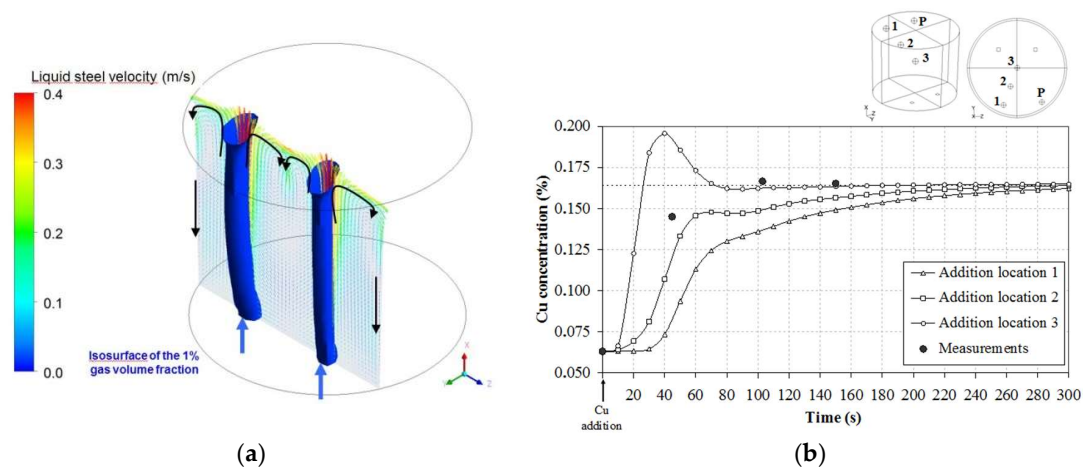 Liquid steel velocity (m/s)
0.4
0.3
0.2
0.1
0.0
Isosurface of the 1%
gas volume fraction
X
Y
Z
(a)
1
P
2
3
X
Z
Y
3
2
1
P
Y
X-Z
Cu concentration (%)
0.200
0.175
0.150
0.125
0.100
0.075
0.050
Addition location 1
Addition location 2
Addition location 3
Measurements
20 40 60 80 100 120 140 160 180 200 220 240 260 280 300
Cu
addition
Time (s)
(b)